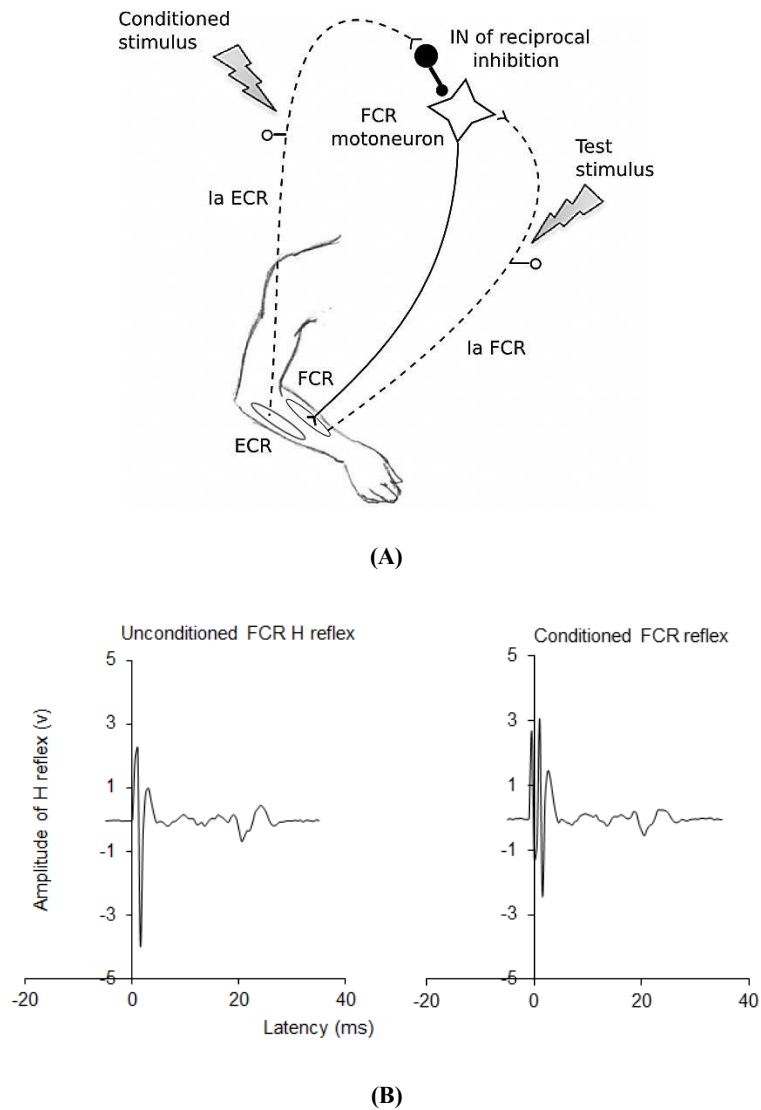 Conditioned
stimulus
IN of reciprocal
inhibition
FCR
motoneuron
Test
stimulus
Ia ECR
Ia FCR
FCR
ECR
(A)
Unconditioned FCR H reflex
Conditioned FCR reflex
Amplitude of H reflex (v)
5
3
1
-1
-3
-5
-20
0
20
40
5
3
1
-1
-3
-5
-20
0
20
40
Latency (ms)
(B)